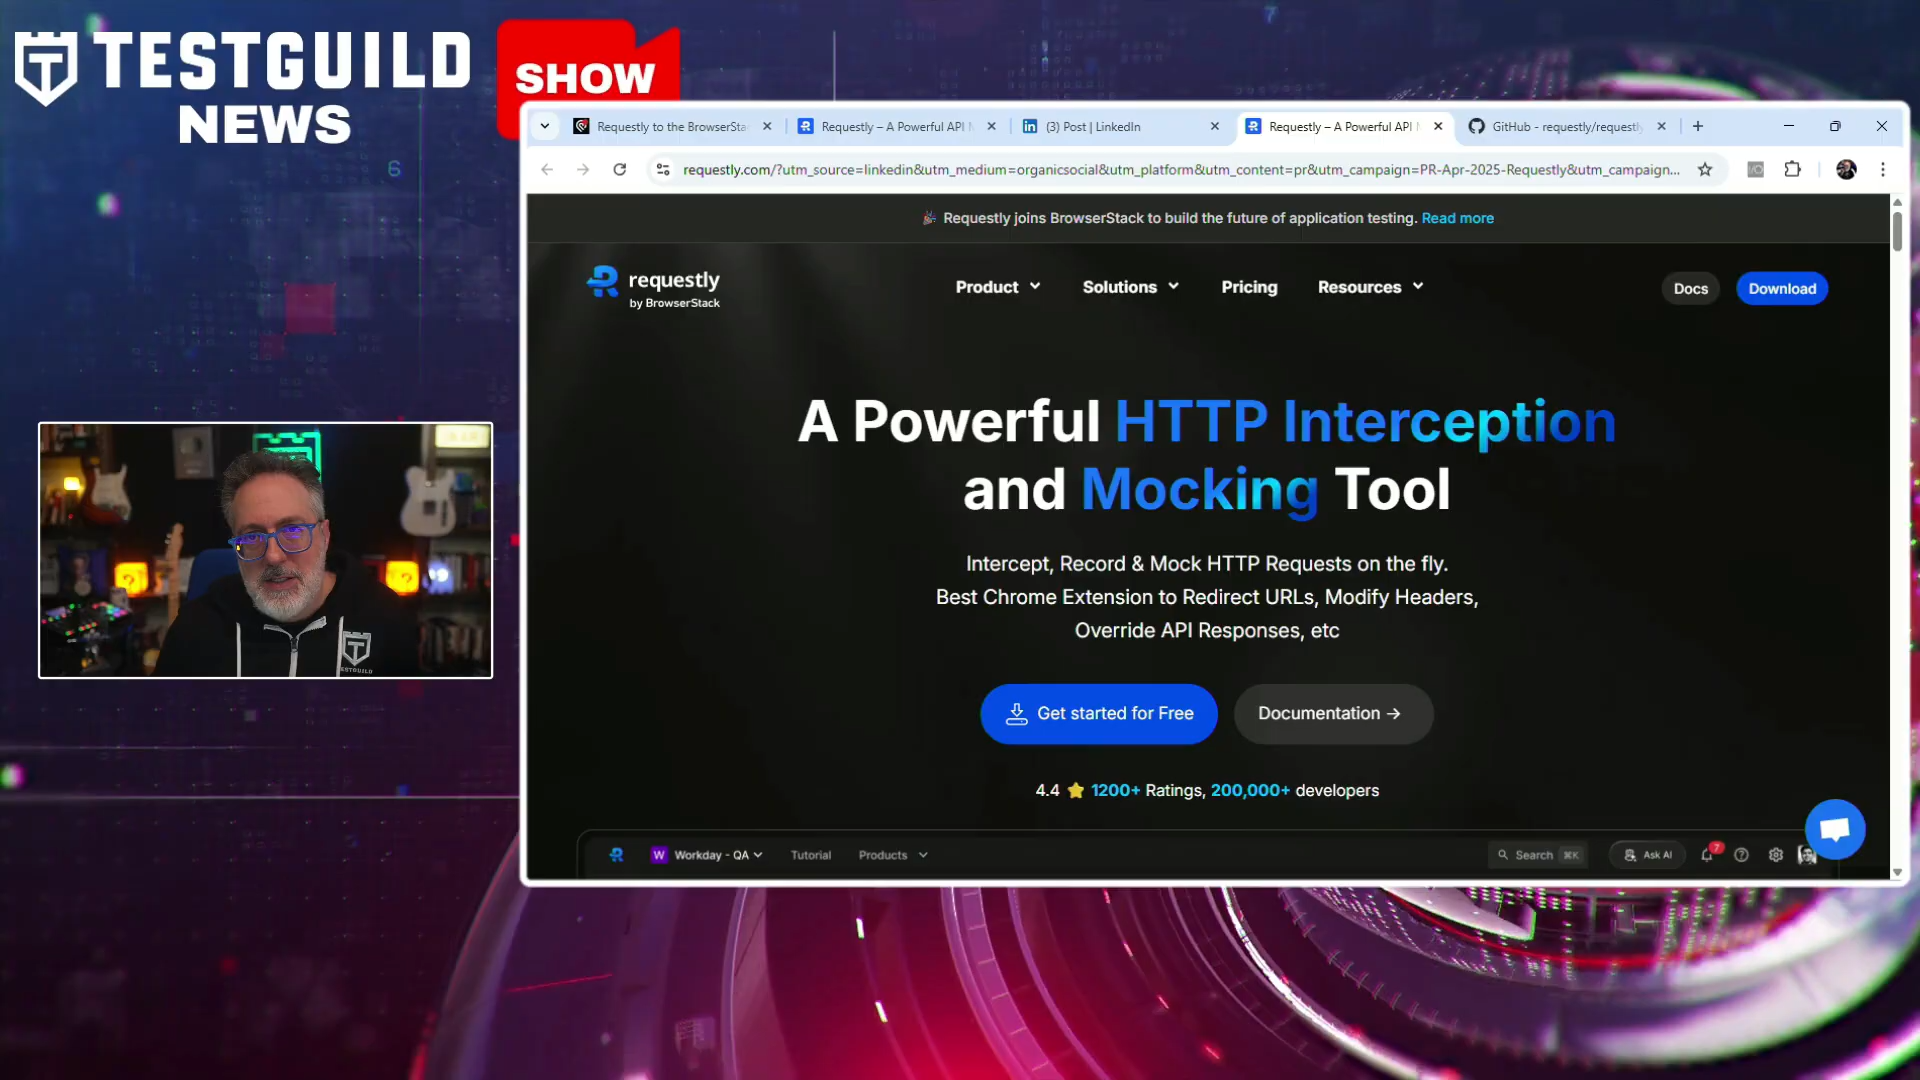 TESTGUILD
NEWS
SHOW
Requestly to the BrowserSta
Requestly – A Powerful API
(3) Post | LinkedIn
Requestly – A Powerful API
GitHub - requestly/requestly
requestly.com/?utm_source=linkedin&utm_medium=organicsocial&utm_platform&utm_content=pr&utm_campaign=PR-Apr-2025-Requestly&utm_campaign...
Requestly joins BrowserStack to build the future of application testing. Read more
requestly
by BrowserStack
Product
Solutions
Pricing
Resources
Docs
Download
A Powerful HTTP Interception
and Mocking Tool
Intercept, Record & Mock HTTP Requests on the fly.
Best Chrome Extension to Redirect URLs, Modify Headers,
Override API Responses, etc
Get started for Free
Documentation →
4.4 ⭐ 1200+ Ratings, 200,000+ developers
W Workday - QA
Tutorial
Products
Search ⌘K
Ask AI
7